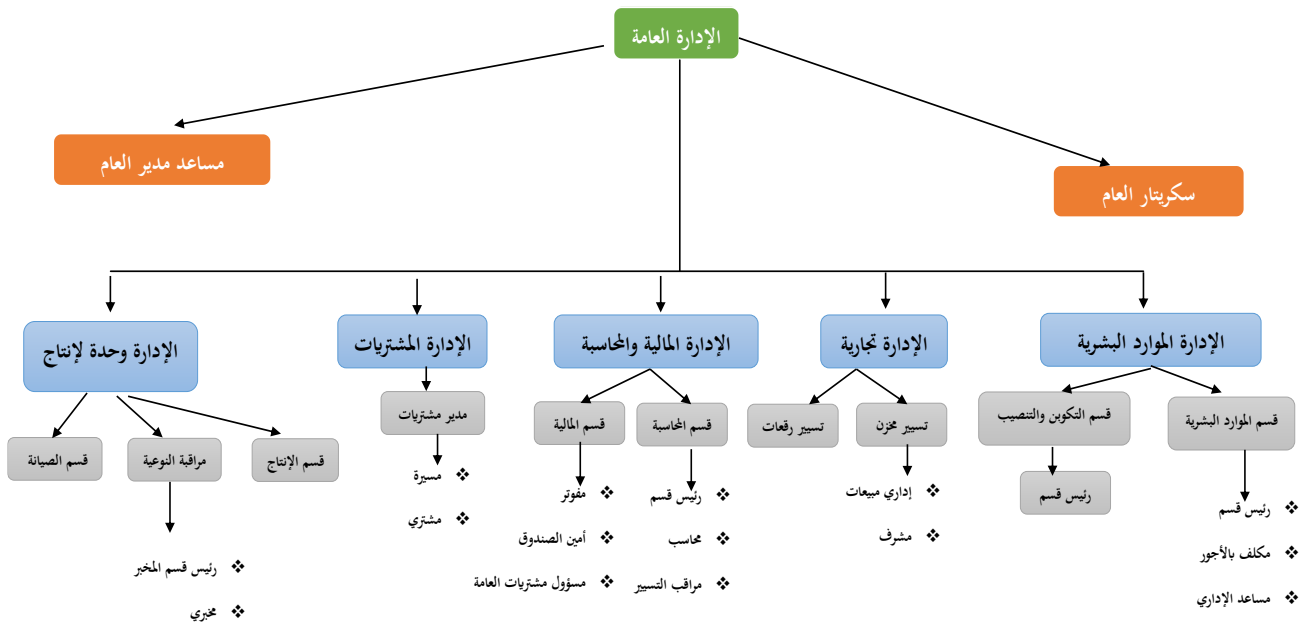 الإدارة العامة
سكريتار العام
مساعد مدير العام
الإدارة الموارد البشرية
الإدارة تجارية
الإدارة المالية والمحاسبة
الإدارة المشتريات
الإدارة وحدة لإنتاج
قسم الموارد البشرية
قسم التكوين والتنصيب
تسيير مخزن
تسيير رقعات
قسم المحاسبة
قسم المالية
مدير مشتريات
قسم الإنتاج
مراقبة النوعية
قسم الصيانة
❖ رئيس قسم
❖ مكلف بالأجور
❖ مساعد الإداري
رئيس قسم
❖ إداري مبيعات
❖ مشرف
❖ رئيس قسم
❖ محاسب
❖ مراقب التسيير
❖ مفوتر
❖ أمين الصندوق
❖ مسؤول مشتريات العامة
❖ مسيرة
❖ مشتري
❖ رئيس قسم المخبر
❖ مخبري